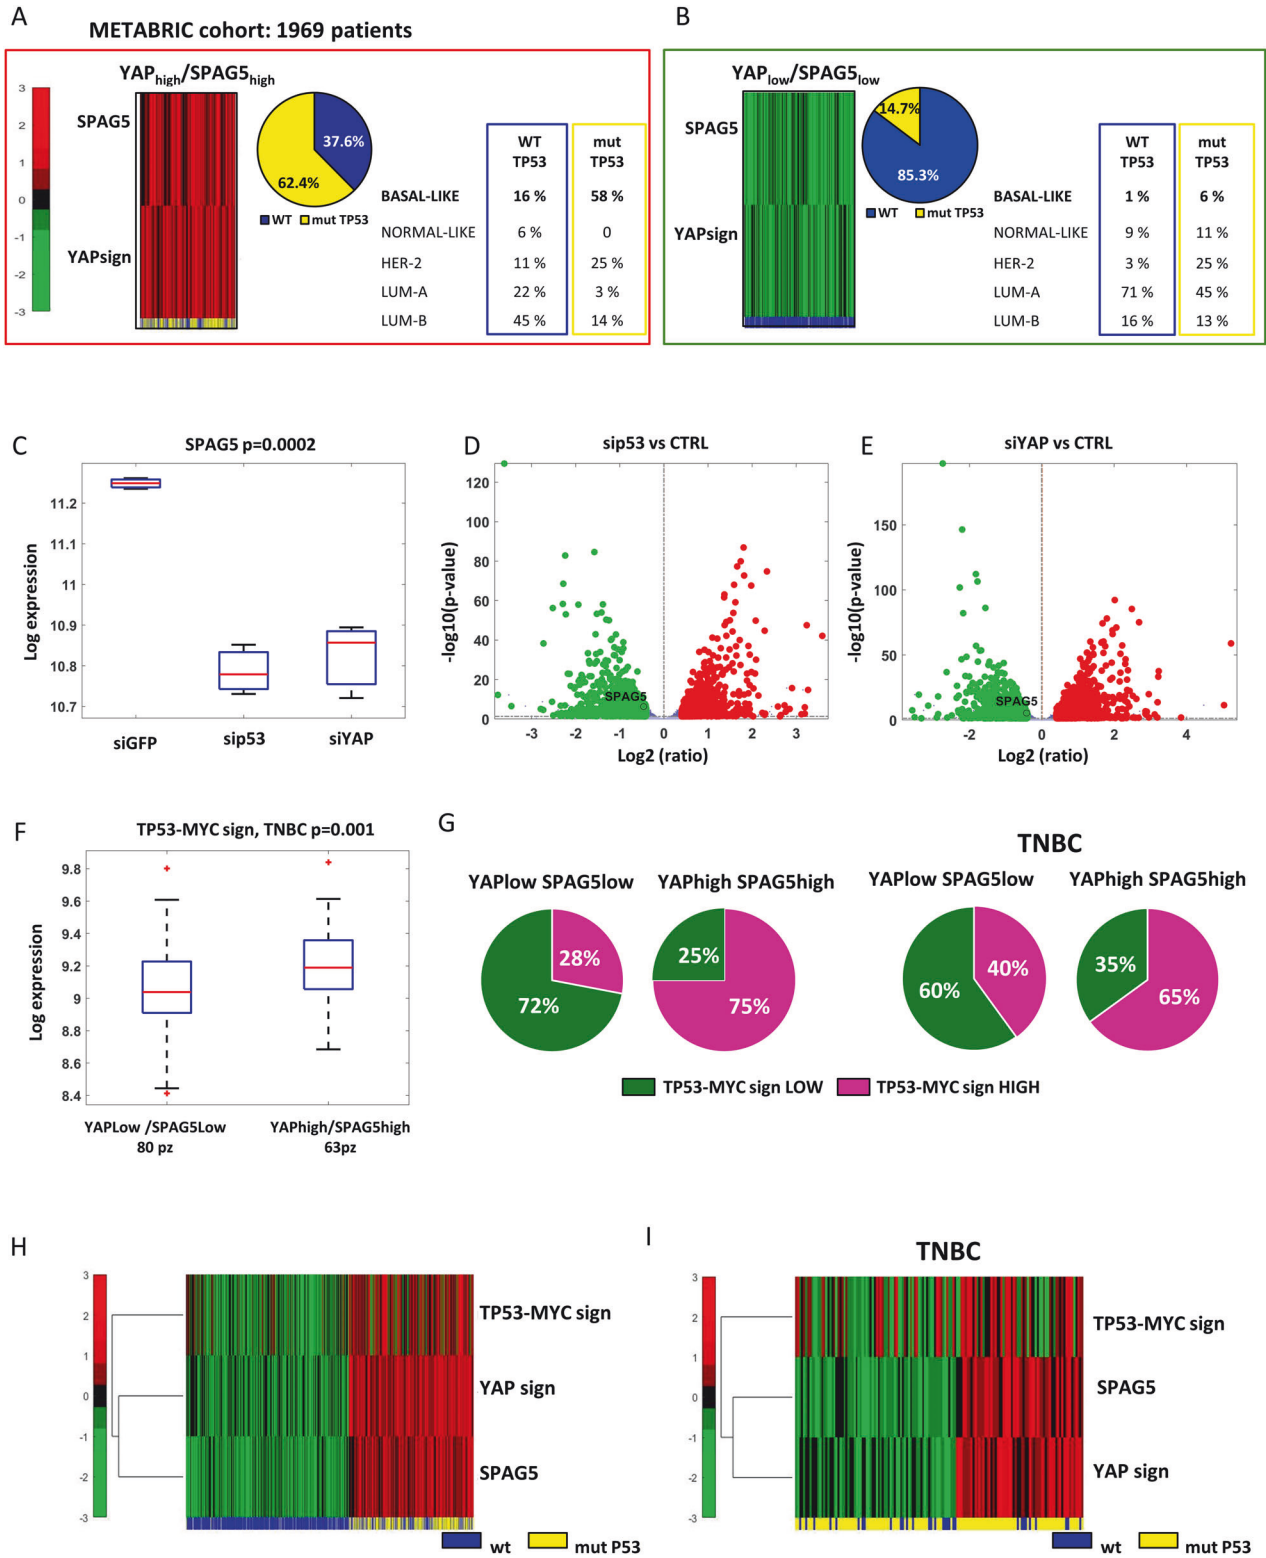 A
METABRIC cohort: 1969 patients
YAPhigh/SPAG5high
3
2
1
0
-1
-2
-3
SPAG5
YAPsign
37.6%
62.4%
WT mut TP53
WT TP53
mut TP53
BASAL-LIKE 16 % 58 %
NORMAL-LIKE 6 % 0
HER-2 11 % 25 %
LUM-A 22 % 3 %
LUM-B 45 % 14 %
B
YAPlow/SPAG5low
SPAG5
YAPsign
14.7%
85.3%
WT mut TP53
WT TP53
mut TP53
BASAL-LIKE 1 % 6 %
NORMAL-LIKE 9 % 11 %
HER-2 3 % 25 %
LUM-A 71 % 45 %
LUM-B 16 % 13 %
C
SPAG5 p=0.0002
Log expression
11.2
11.1
11
10.9
10.8
10.7
siGFP sip53 siYAP
D
sip53 vs CTRL
-log10(p-value)
120
100
80
60
40
20
0
SPAG5
-3 -2 -1 0 1 2 3
Log2 (ratio)
E
siYAP vs CTRL
-log10(p-value)
150
100
50
0
SPAG5
-2 0 2 4
Log2 (ratio)
F
TP53-MYC sign, TNBC p=0.001
Log expression
9.8
9.6
9.4
9.2
9
8.8
8.6
8.4
YAPLow /SPAG5Low
80 pz
YAPhigh/SPAG5high
63pz
G
YAPlow SPAG5low
28%
72%
YAPhigh SPAG5high
25%
75%
TNBC
YAPlow SPAG5low
40%
60%
YAPhigh SPAG5high
35%
65%
TP53-MYC sign LOW TP53-MYC sign HIGH
H
3
2
1
0
-1
-2
-3
TP53-MYC sign
YAP sign
SPAG5
wt mut P53
I
TNBC
3
2
1
0
-1
-2
-3
TP53-MYC sign
SPAG5
YAP sign
wt mut P53